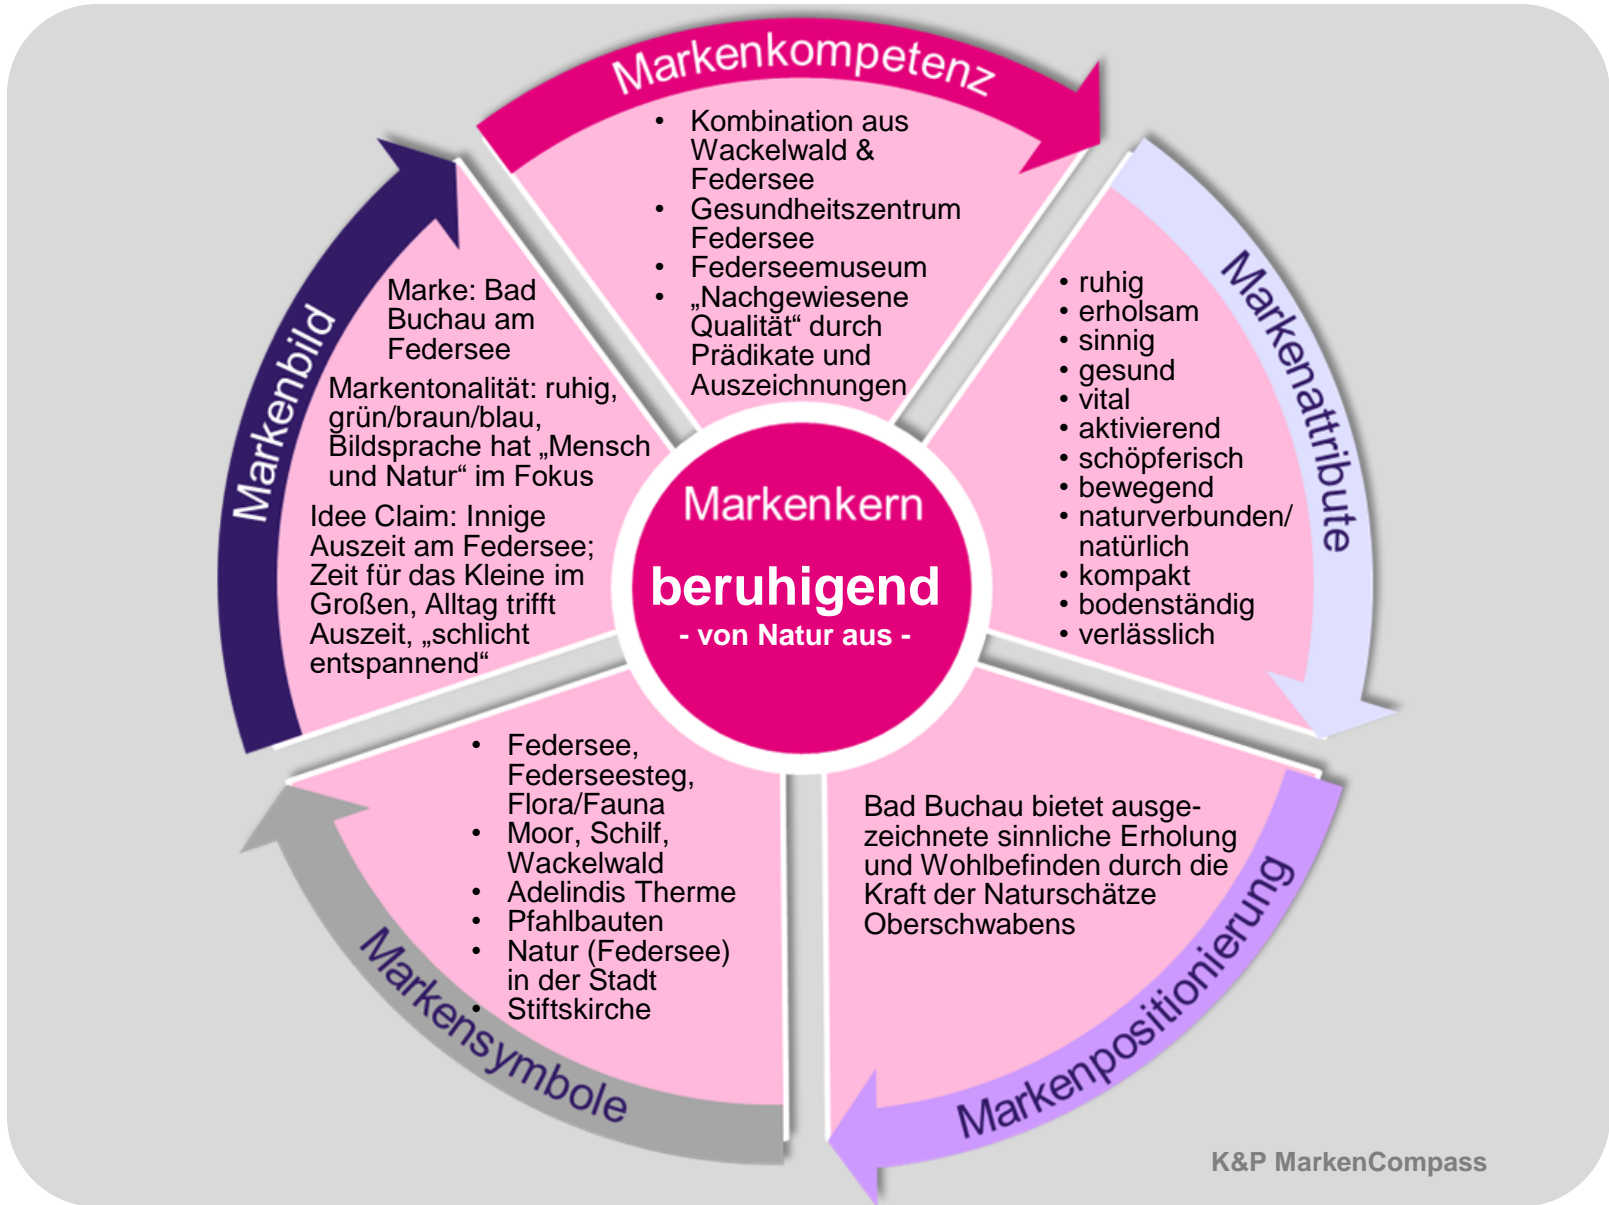 Markenkompetenz
• Kombination aus
Wackelwald &
Federsee
• Gesundheitszentrum
Federsee
• Federseemuseum
• „Nachgewiesene
Qualität“ durch
Prädikate und
Auszeichnungen
Markenattribute
• ruhig
• erholsam
• sinnig
• gesund
• vital
• aktivierend
• schöpferisch
• bewegend
• naturverbunden/
natürlich
• kompakt
• bodenständig
• verlässlich
Markenpositionierung
Bad Buchau bietet ausge-
zeichnete sinnliche Erholung
und Wohlbefinden durch die
Kraft der Naturschätze
Oberschwabens
Markensymbole
• Federsee,
Federseesteg,
Flora/Fauna
• Moor, Schilf,
Wackelwald
• Adelindis Therme
• Pfahlbauten
• Natur (Federsee)
in der Stadt
• Stiftskirche
Markenbild
Marke: Bad
Buchau am
Federsee
Markentonalität: ruhig,
grün/braun/blau,
Bildsprache hat „Mensch
und Natur“ im Fokus
Idee Claim: Innige
Auszeit am Federsee;
Zeit für das Kleine im
Großen, Alltag trifft
Auszeit, „schlicht
entspannend“
Markenkern
beruhigend
- von Natur aus -
K&P MarkenCompass